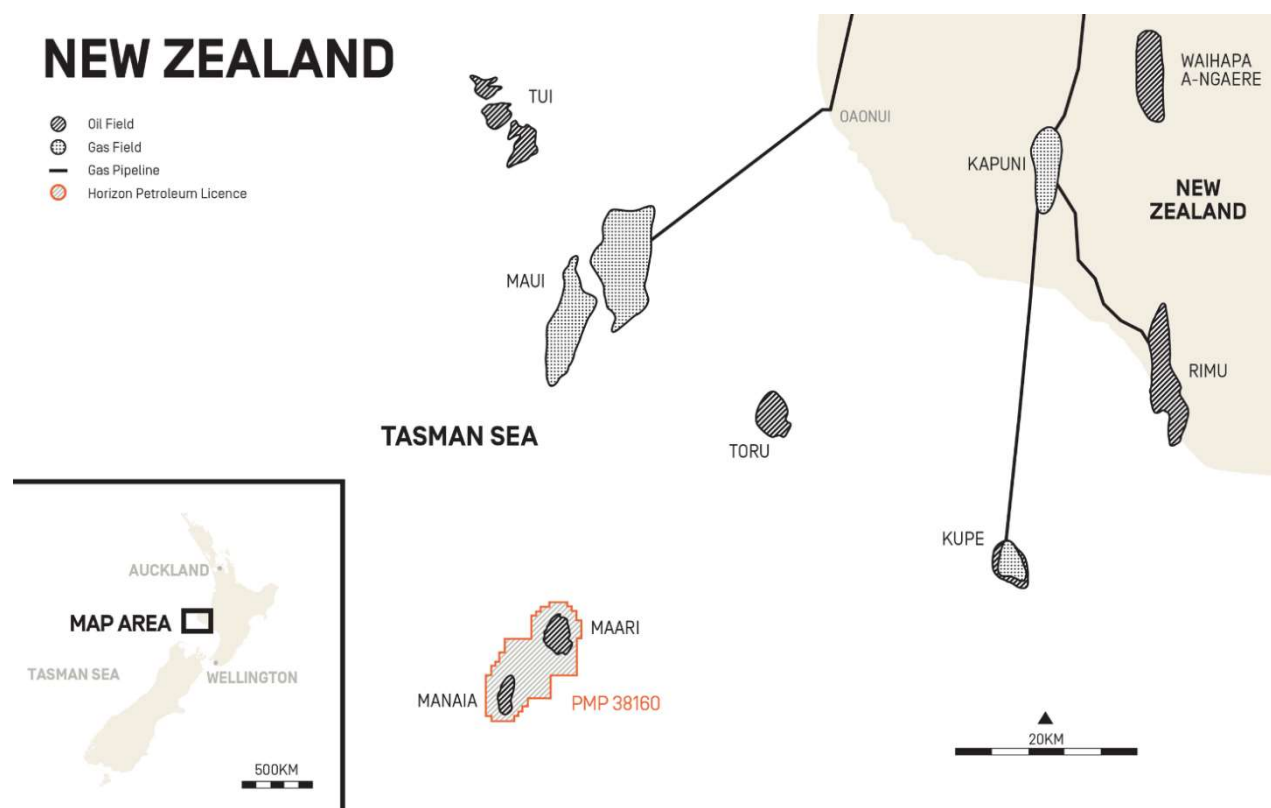 NEW ZEALAND
Oil Field
Gas Field
Gas Pipeline
Horizon Petroleum Licence
TUI
OAONUI
WAIHAPA
A-NGAERE
KAPUNI
NEW
ZEALAND
MAUI
RIMU
TASMAN SEA
TORU
KUPE
AUCKLAND
MAP AREA
TASMAN SEA
WELLINGTON
500KM
MAARI
MANAIA
PMP 38160
20KM